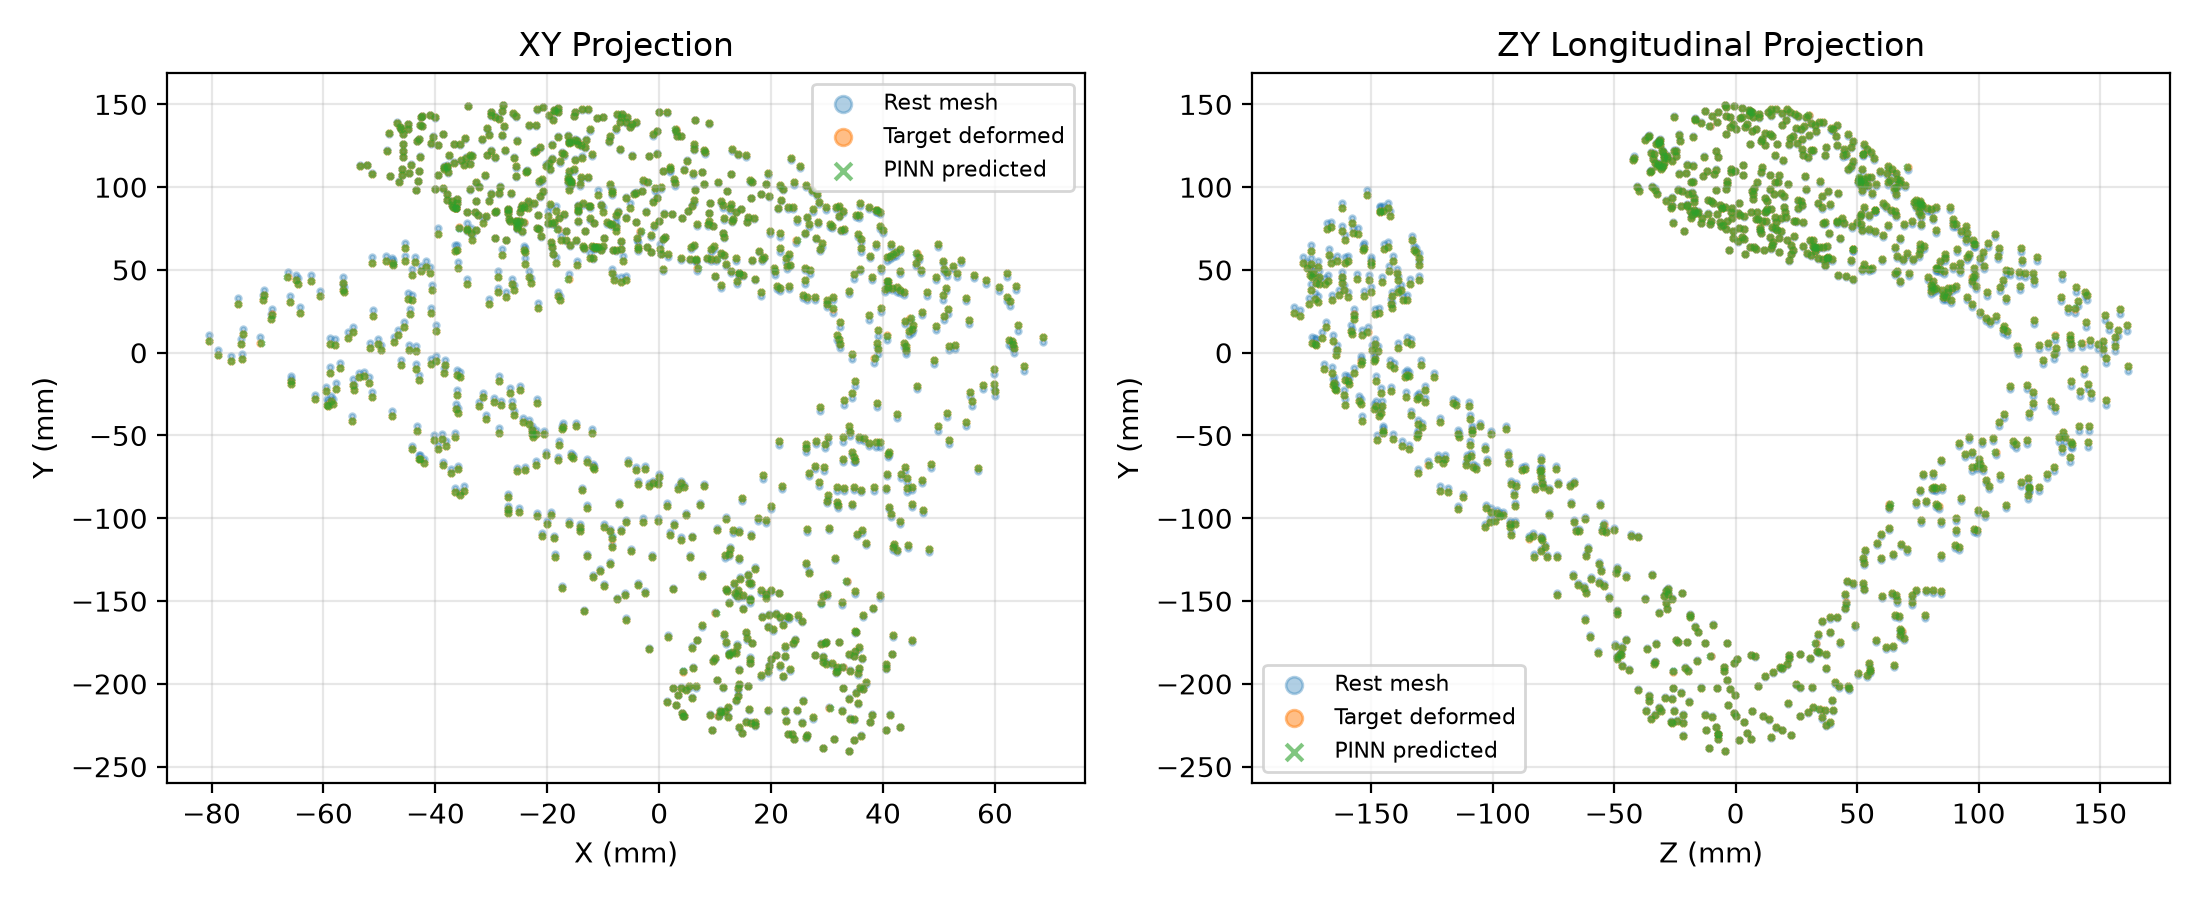 XY Projection
150
100
50
0
−50
−100
−150
−200
−250
Y (mm)
Rest mesh
Target deformed
PINN predicted
−80
−60
−40
−20
0
20
40
60
X (mm)
ZY Longitudinal Projection
150
100
50
0
−50
−100
−150
−200
−250
Y (mm)
Rest mesh
Target deformed
PINN predicted
−150
−100
−50
0
50
100
150
Z (mm)